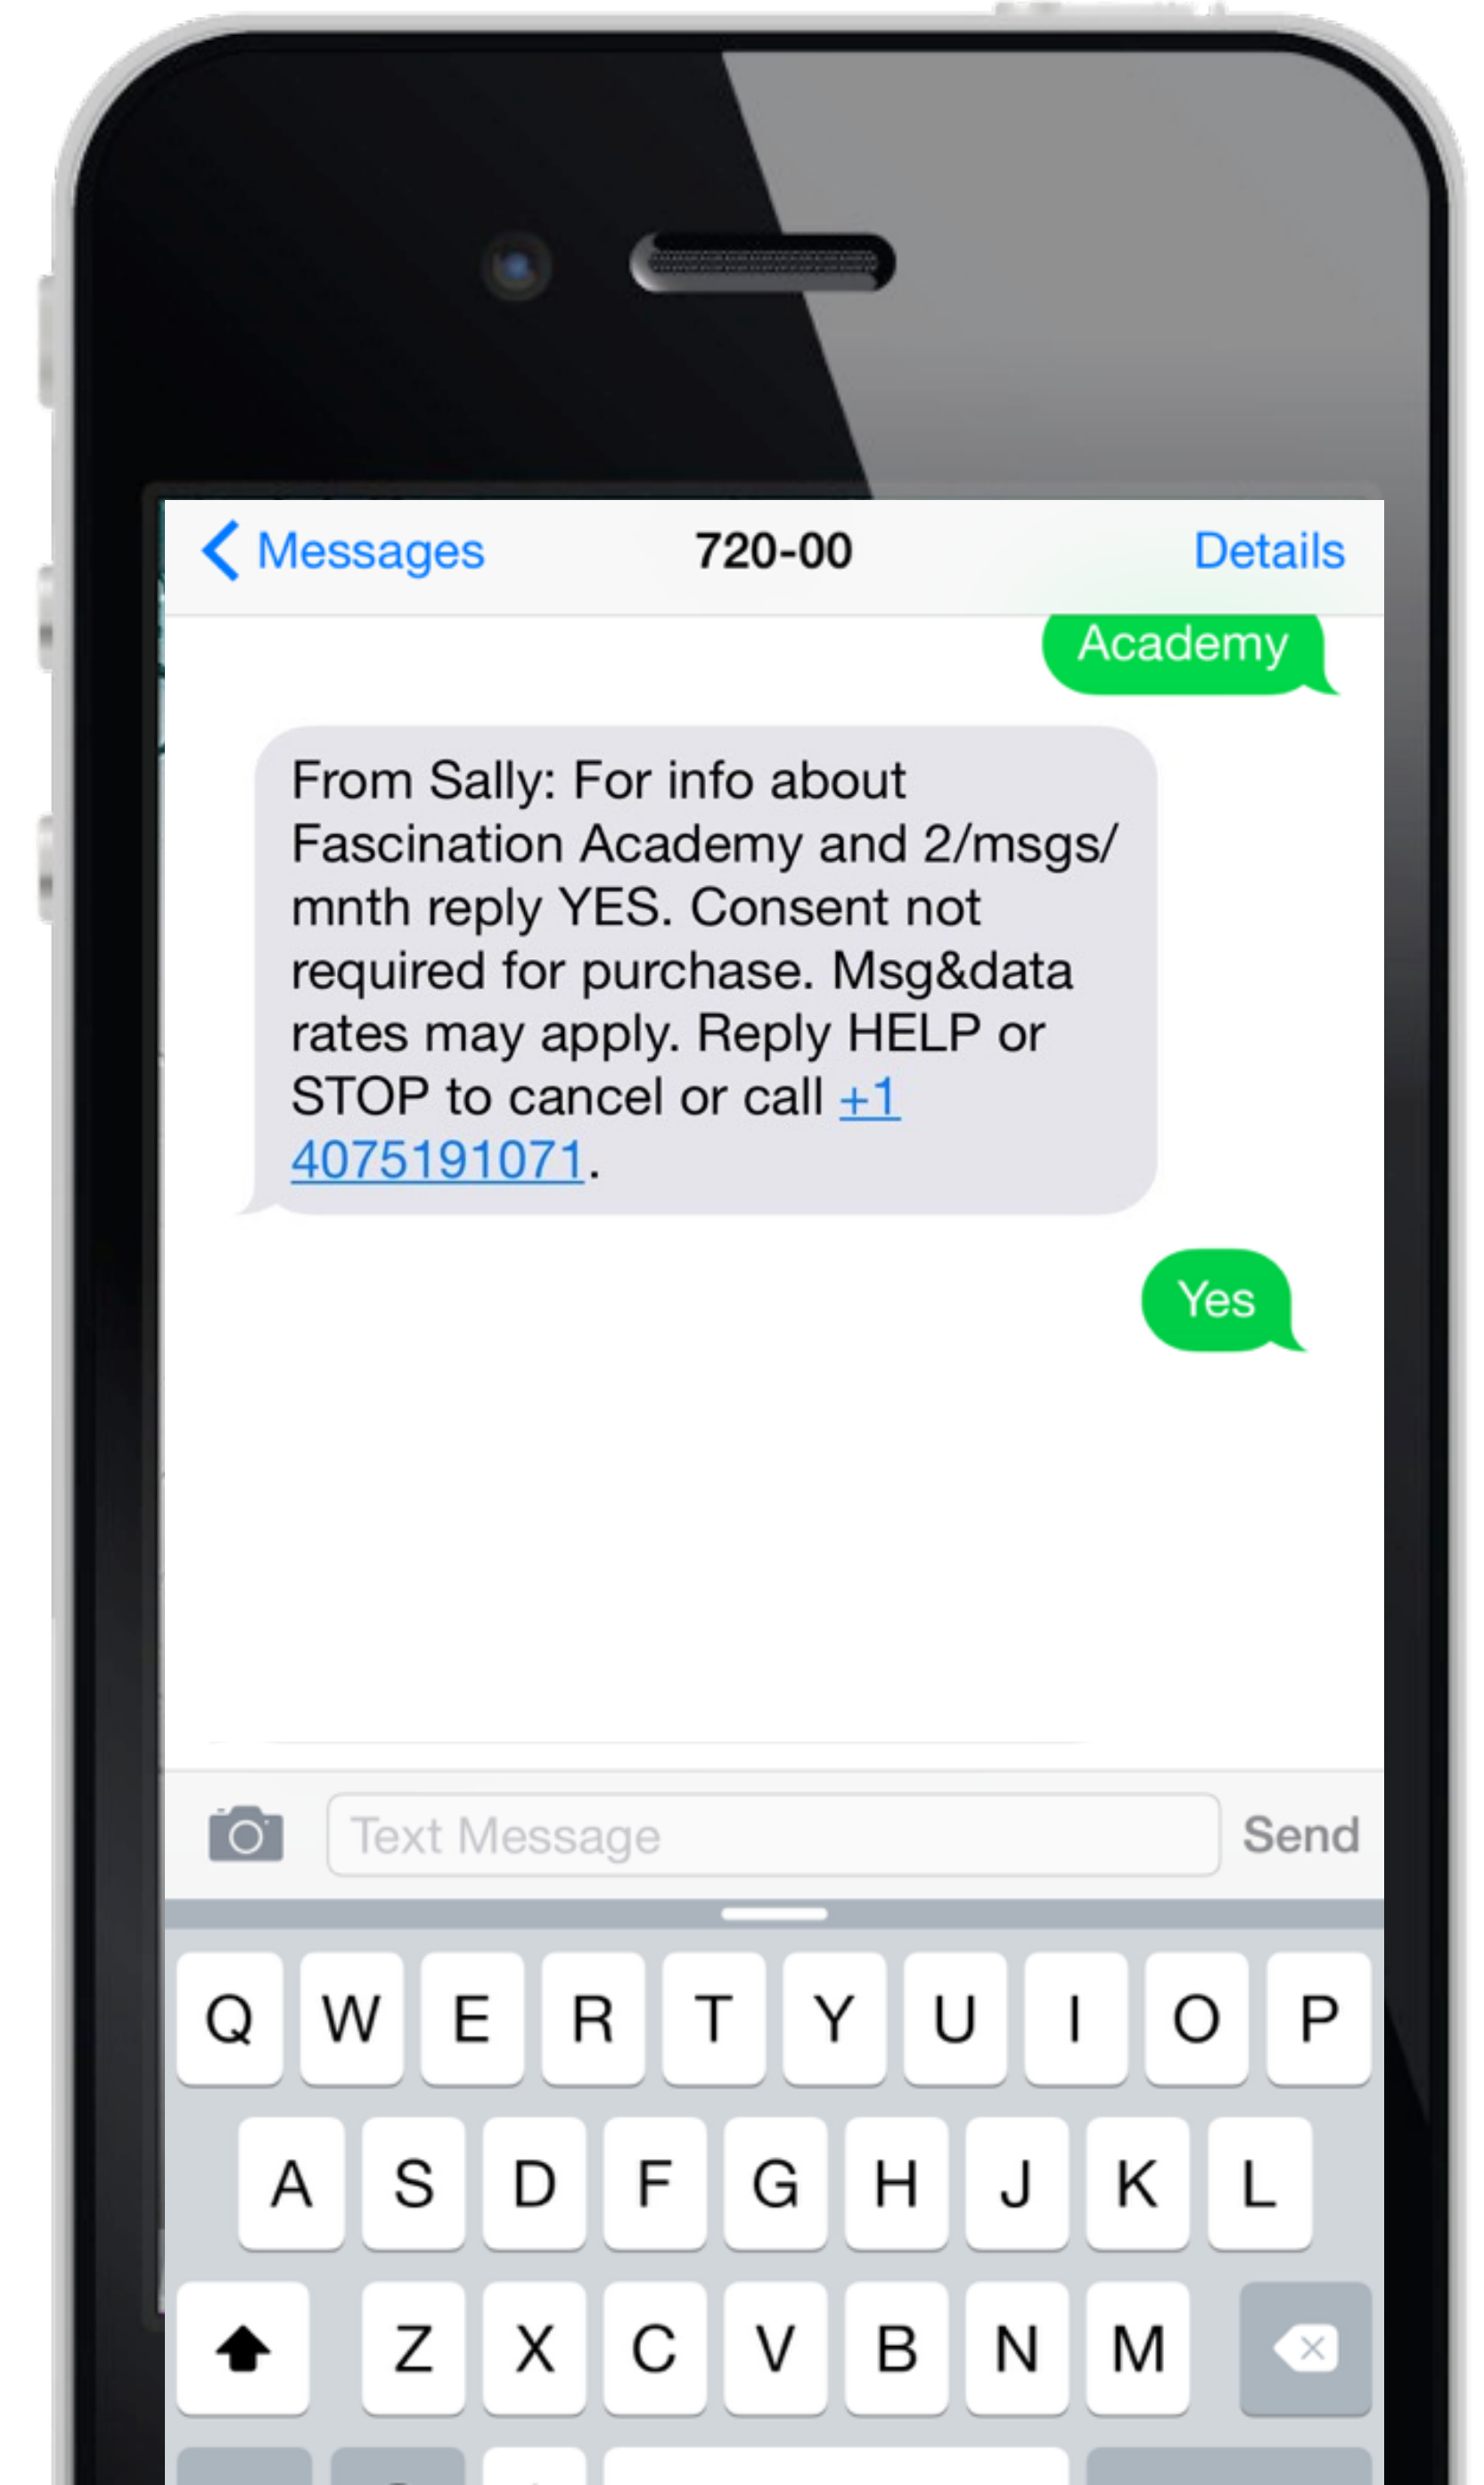 Messages 720-00 Details
Academy
From Sally: For info about
Fascination Academy and 2/msgs/
mnth reply YES. Consent not
required for purchase. Msg&data
rates may apply. Reply HELP or
STOP to cancel or call +1
4075191071.
Yes
Text Message Send
Q W E R T Y U I O P
A S D F G H J K L
Z X C V B N M